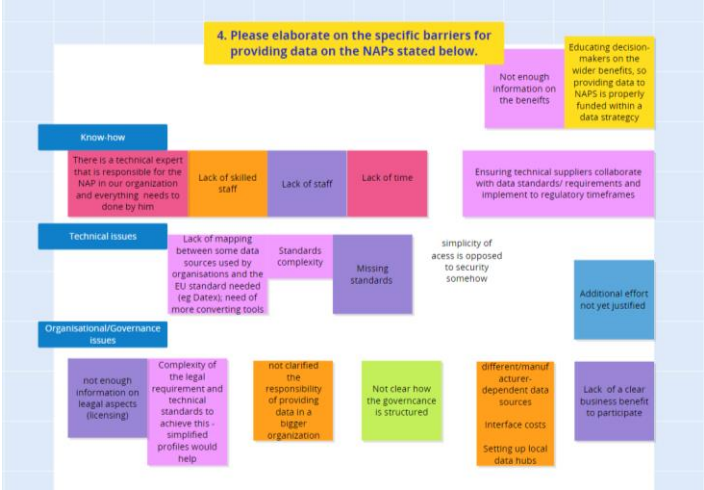 4. Please elaborate on the specific barriers for
providing data on the NAPs stated below.
Not enough
information on
the beneifts
Educating decision-
makers on the
wider benefits, so
providing data to
NAPS is properly
funded within a
data strategcy
Know-how
There is a technical expert
that is responsible for the
NAP in our organization
and everything needs to
done by him
Lack of skilled
staff
Lack of staff
Lack of time
Ensuring technical suppliers collaborate
with data standards/ requirements and
implement to regulatory timeframes
Technical issues
Lack of mapping
between some data
sources used by
organisations and the
EU standard needed
(eg Datex); need of
more converting tools
Standards
complexity
Missing
standards
simplicity of
acess is opposed
to security
somehow
Additional effort
not yet justified
Organisational/Governance
issues
not enough
information on
leagal aspects
(licensing)
Complexity of
the legal
requirement and
technical
standards to
achieve this -
simplified
profiles would
help
not clarified
the
responsibility
of providing
data in a
bigger
organization
Not clear how
the governcance
is structured
different/manuf
acturer-
dependent data
sources
Interface costs
Setting up local
data hubs
Lack of a clear
business benefit
to participate